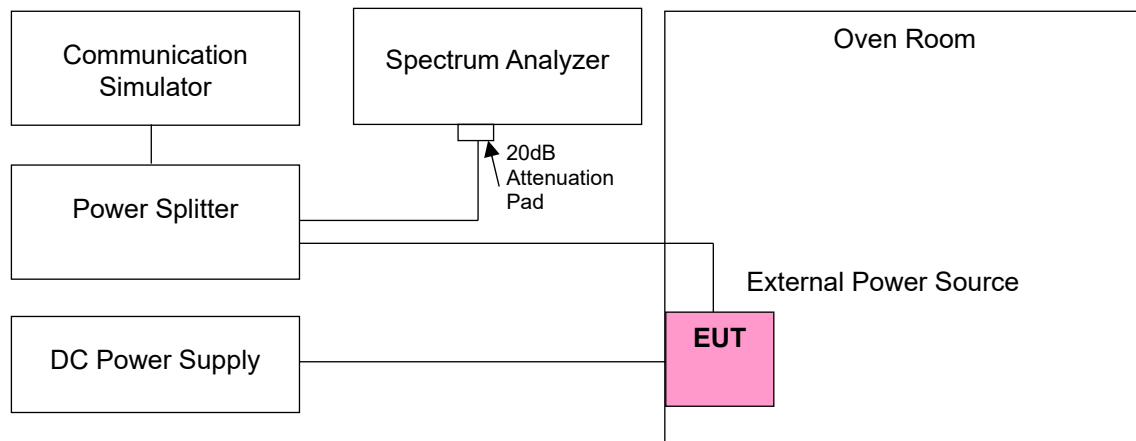 Communication
Simulator
Spectrum Analyzer
Oven Room
20dB
Attenuation
Pad
Power Splitter
External Power Source
EUT
DC Power Supply